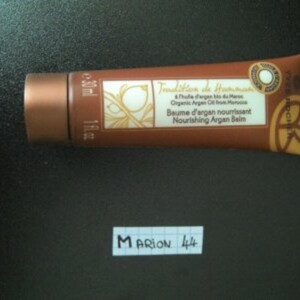 Tradition de Hammam
à l'huile d'argan bio du Maroc
Organic Argan Oil from Morocco
Baume d'argan nourrissant
Nourishing Argan Balm
MARION 44